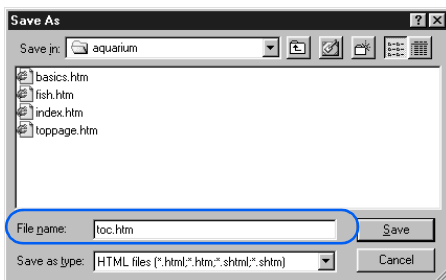 Save As
Save in: aquarium
basics.htm
fish.htm
index.htm
toppage.htm
File name: toc.htm Save
Save as type: HTML files (*.html;*.htm;*.shtml;*.shtm) Cancel